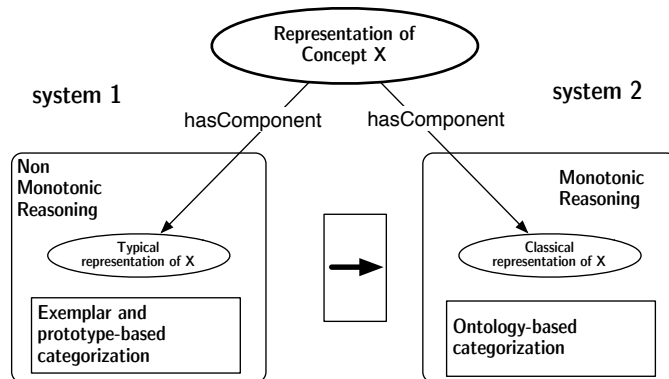 Representation of
Concept X
system 1
system 2
hasComponent
hasComponent
Non
Monotonic
Reasoning
Monotonic
Reasoning
Typical
representation of X
Classical
representation of X
Exemplar and
prototype-based
categorization
Ontology-based
categorization